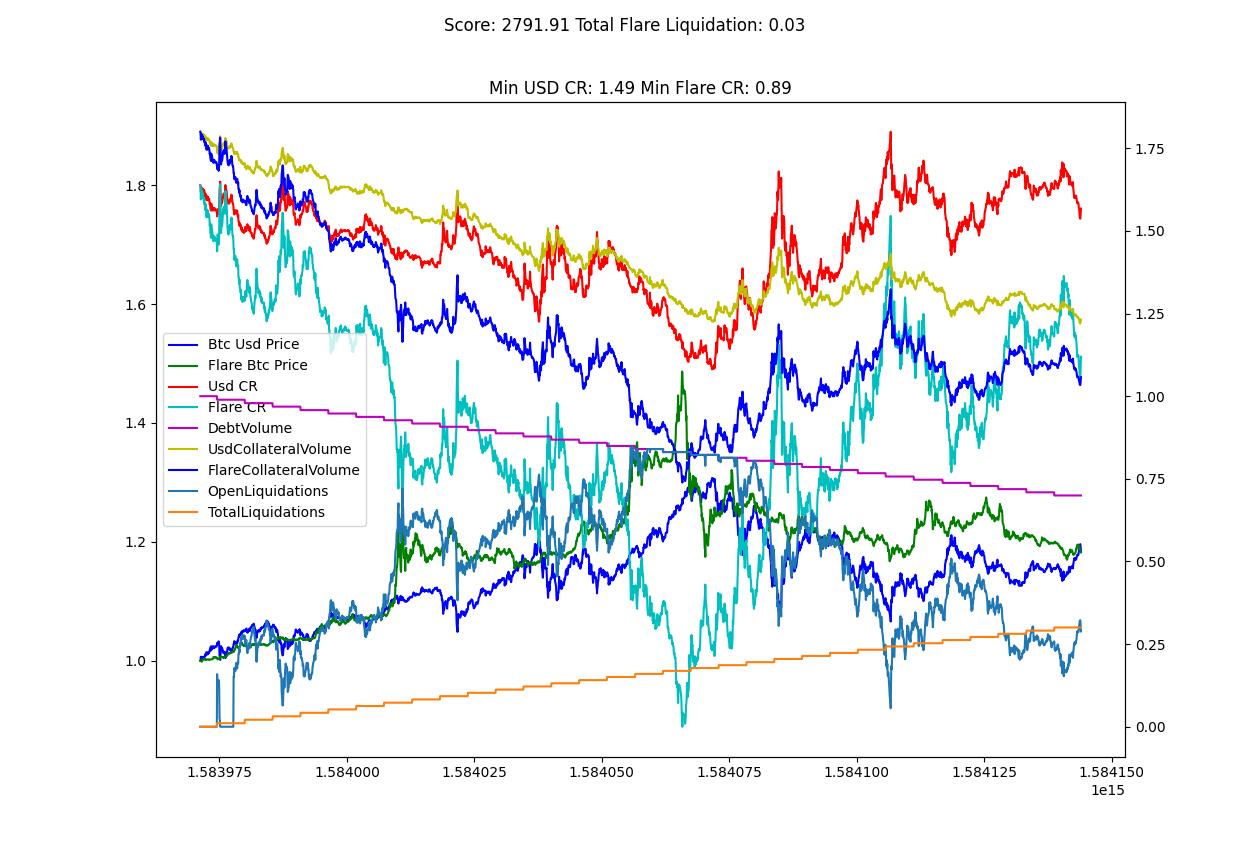 Score: 2791.91 Total Flare Liquidation: 0.03
Min USD CR: 1.49 Min Flare CR: 0.89
1.8
1.6
1.4
1.2
1.0
1.75
1.50
1.25
1.00
0.75
0.50
0.25
0.00
Btc Usd Price
Flare Btc Price
Usd CR
Flare CR
DebtVolume
UsdCollateralVolume
FlareCollateralVolume
OpenLiquidations
TotalLiquidations
1.583975 1.584000 1.584025 1.584050 1.584075 1.584100 1.584125 1.584150
1e15